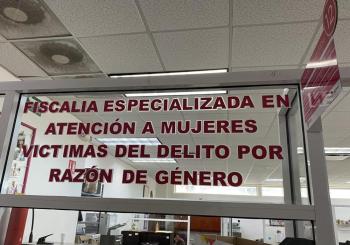 FISCALIA ESPECIALIZADA EN
ATENCIÓN A MUJERES
VICTIMAS DEL DELITO POR
RAZÓN DE GÉNERO